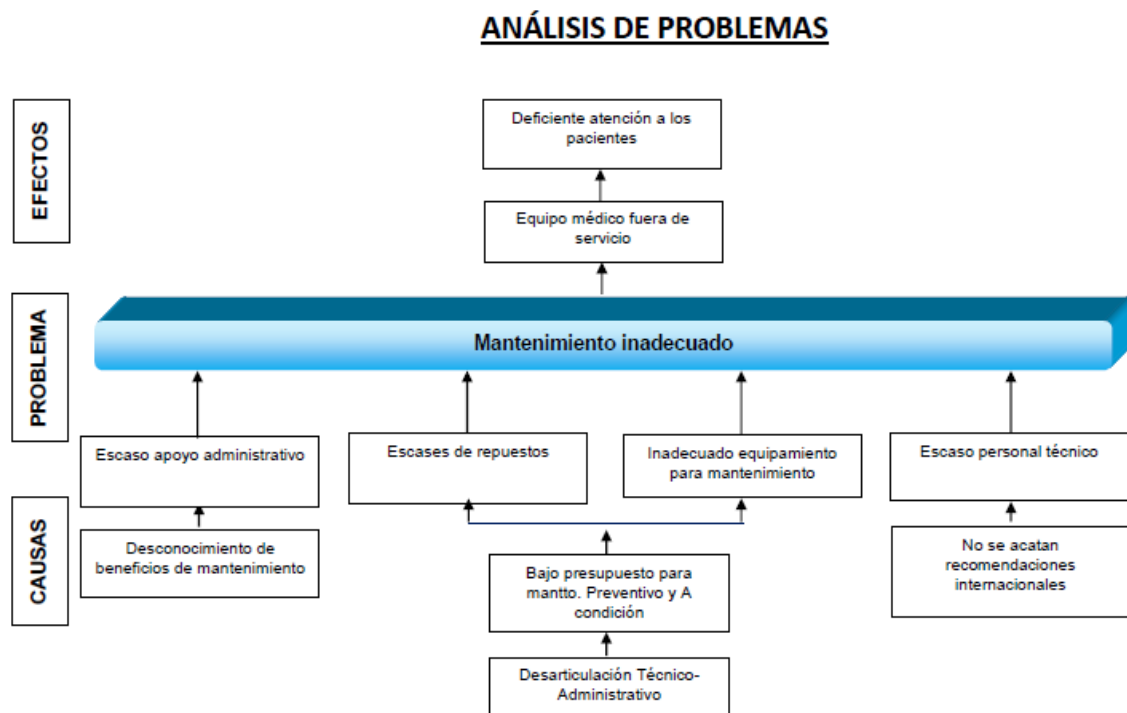 ANÁLISIS DE PROBLEMAS
EFECTOS
Deficiente atención a los
pacientes
Equipo médico fuera de
servicio
PROBLEMA
Mantenimiento inadecuado
Escaso apoyo administrativo
Escases de repuestos
Inadecuado equipamiento
para mantenimiento
Escaso personal técnico
CAUSAS
Desconocimiento de
beneficios de mantenimiento
Bajo presupuesto para
mantto. Preventivo y A
condición
No se acatan
recomendaciones
internacionales
Desarticulación Técnico-
Administrativo